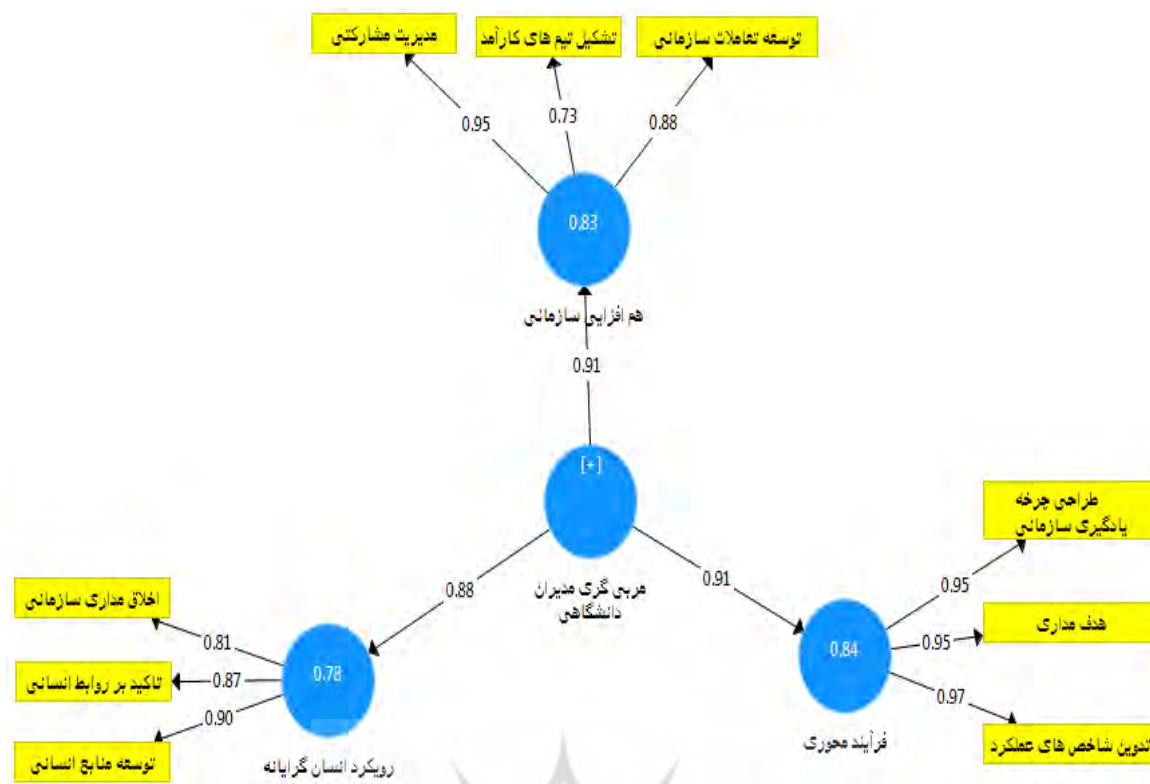 مدیریت مشارکتی
تشکیل تیم های کارآمد
توسعه تعاملات سازمانی
0.95
0.73
0.88
0.83
هم افزایی سازمانی
0.91
[+]
مربی گری مدیران
دانشگاهی
0.88
0.91
اخلاق مداری سازمانی
تاکید بر روابط انسانی
توسعه منابع انسانی
0.81
0.87
0.90
0.78
رویکرد انسان گرایانه
طراحی چرخه
یادگیری سازمانی
هدف مداری
تدوین شاخص های عملکرد
0.95
0.95
0.97
0.84
فرآیند محوری